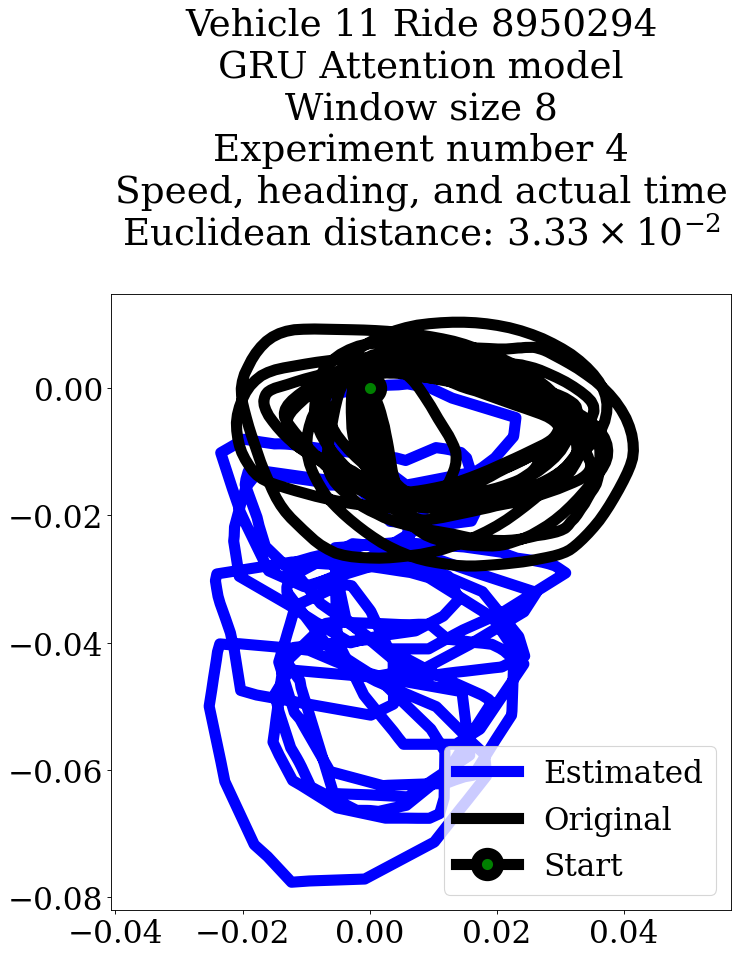 Vehicle 11 Ride 8950294
GRU Attention model
Window size 8
Experiment number 4
Speed, heading, and actual time
Euclidean distance: 3.33 × 10⁻²
0.00
−0.02
−0.04
−0.06
−0.08
−0.04 −0.02 0.00 0.02 0.04
Estimated
Original
Start